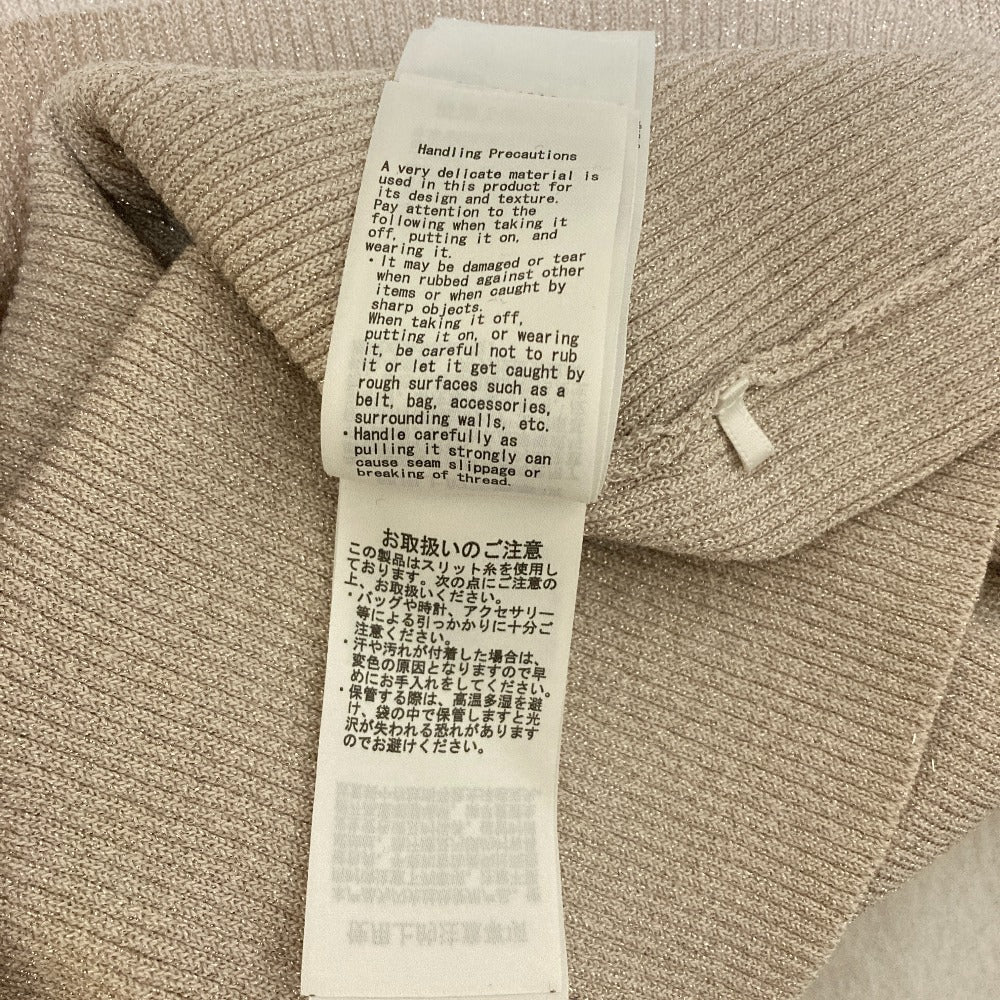 Handling Precautions
A very delicate material is
used in this product for
its design and texture.
Pay attention to the
following when taking it
off, putting it on, and
wearing it.
・It may be damaged or tear
when rubbed against other
items or when caught by
sharp objects.
When taking it off,
putting it on, or wearing
it, be careful not to rub
it or let it get caught by
rough surfaces such as a
belt, bag, accessories,
surrounding walls, etc.
・Handle carefully as
pulling it strongly can
cause seam slippage or
breaking of thread.
お取扱いのご注意
この製品はスリット糸を使用し
ております。次の点にご注意の
上、お取扱いください。
・バッグや時計、アクセサリー
等による引っかかりに十分ご
注意ください。
・汗や汚れが付着した場合は、
変色の原因となりますので早
めにお手入れをしてください。
・保管する際は、高温多湿を避
け、袋の中で保管しますと光
沢が失われる恐れがあります
のでお避けください。